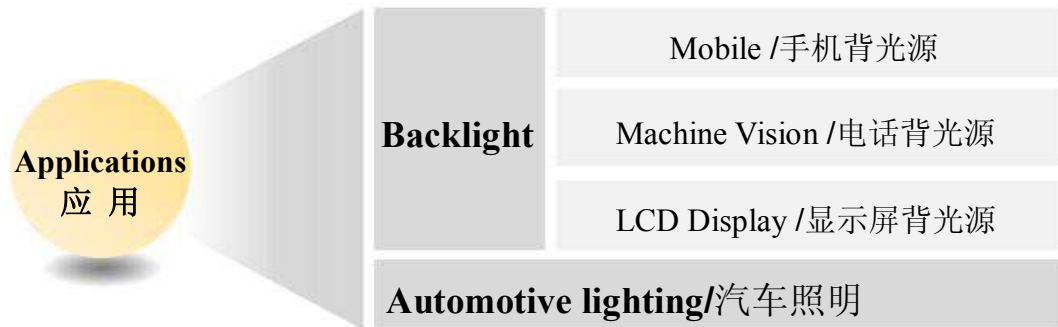 Applications
应 用
Backlight
Mobile /手机背光源
Machine Vision /电话背光源
LCD Display /显示屏背光源
Automotive lighting/汽车照明